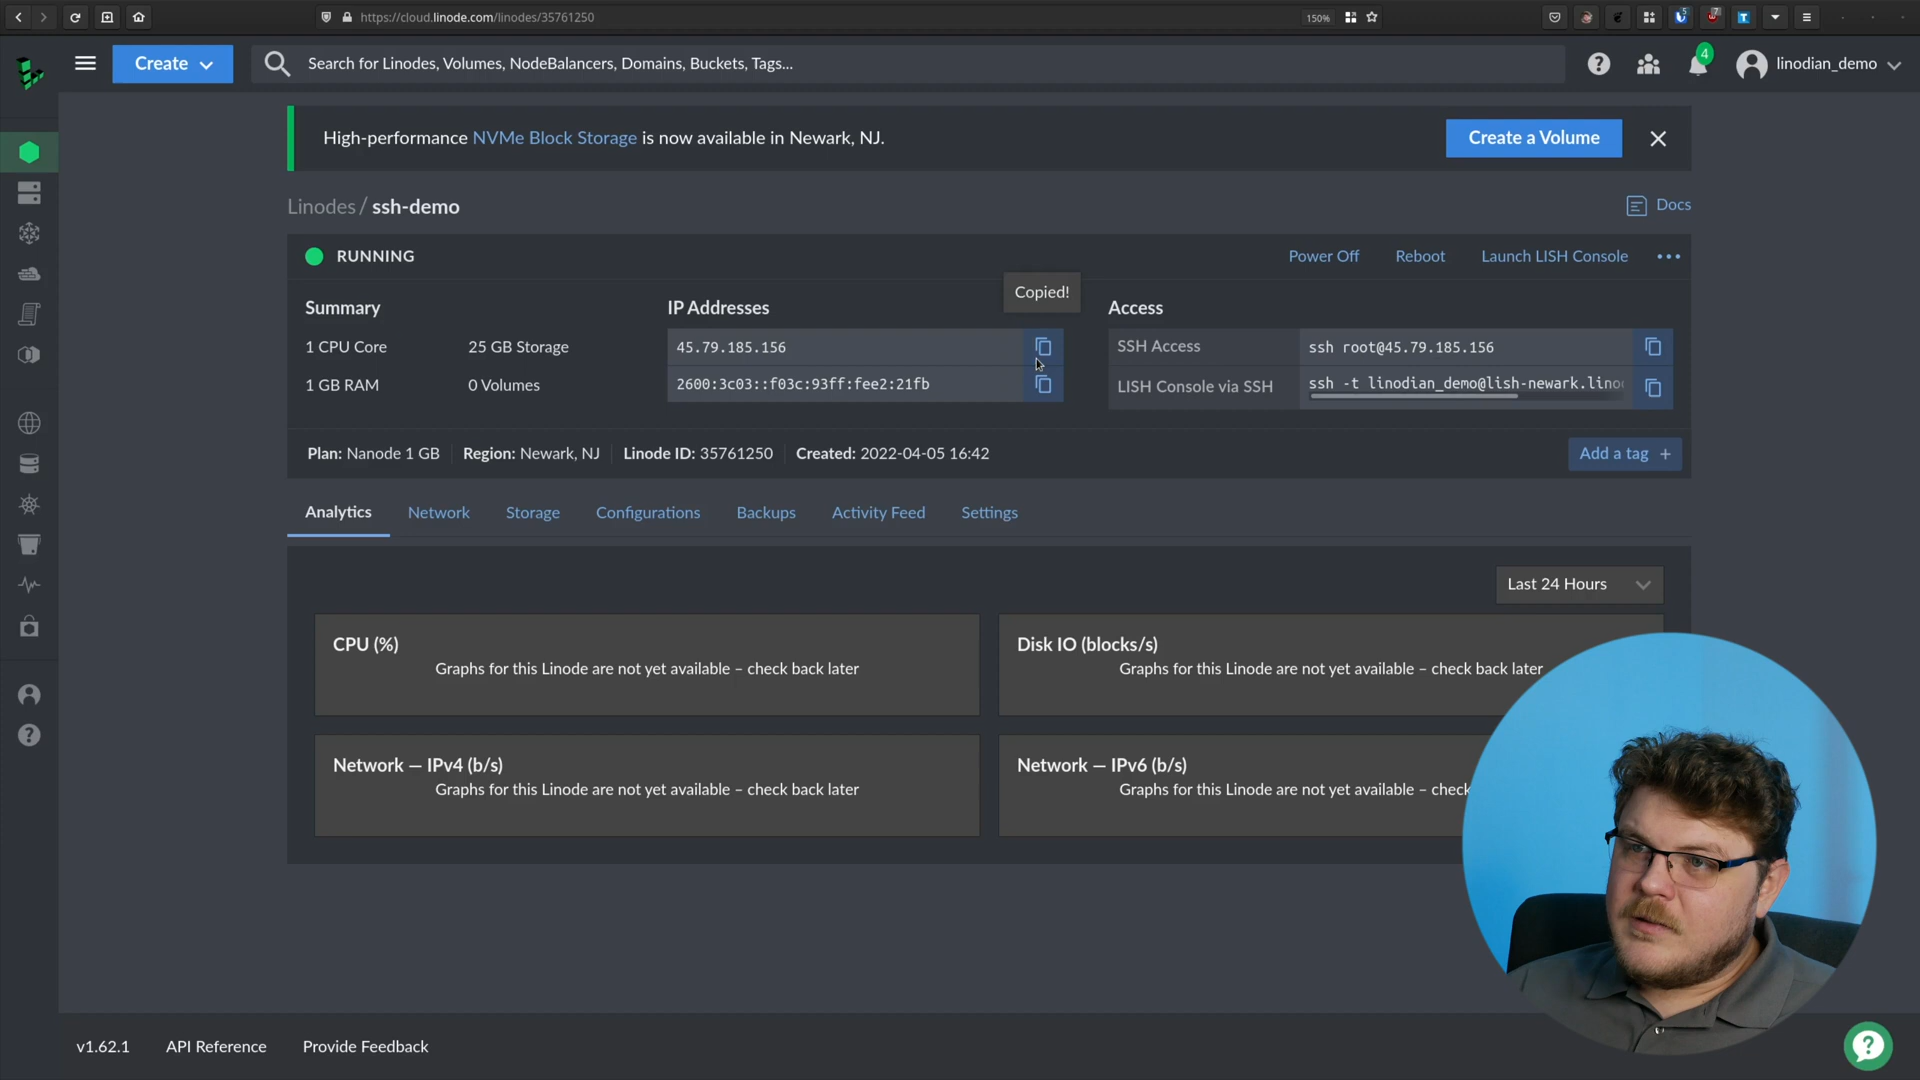 https://cloud.linode.com/linodes/35761250
150%
5
7
T
Create
Search for Linodes, Volumes, NodeBalancers, Domains, Buckets, Tags...
4
linodian_demo
High-performance NVMe Block Storage is now available in Newark, NJ.
Create a Volume
Linodes / ssh-demo
Docs
RUNNING
Power Off
Reboot
Launch LISH Console
Copied!
Summary
IP Addresses
Access
1 CPU Core
25 GB Storage
45.79.185.156
SSH Access
ssh root@45.79.185.156
1 GB RAM
0 Volumes
2600:3c03::f03c:93ff:fee2:21fb
LISH Console via SSH
ssh -t linodian_demo@lish-newark.lino
Plan: Nanode 1 GB
Region: Newark, NJ
Linode ID: 35761250
Created: 2022-04-05 16:42
Add a tag +
Analytics
Network
Storage
Configurations
Backups
Activity Feed
Settings
Last 24 Hours
CPU (%)
Graphs for this Linode are not yet available – check back later
Disk IO (blocks/s)
Graphs for this Linode are not yet available – check back later
Network — IPv4 (b/s)
Graphs for this Linode are not yet available – check back later
Network — IPv6 (b/s)
Graphs for this Linode are not yet available – check
v1.62.1
API Reference
Provide Feedback